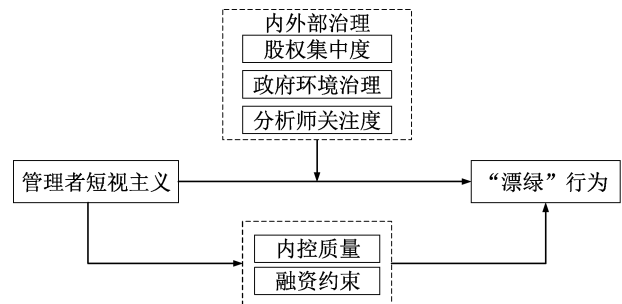 内外部治理
股权集中度
政府环境治理
分析师关注度
管理者短视主义
“漂绿”行为
内控质量
融资约束